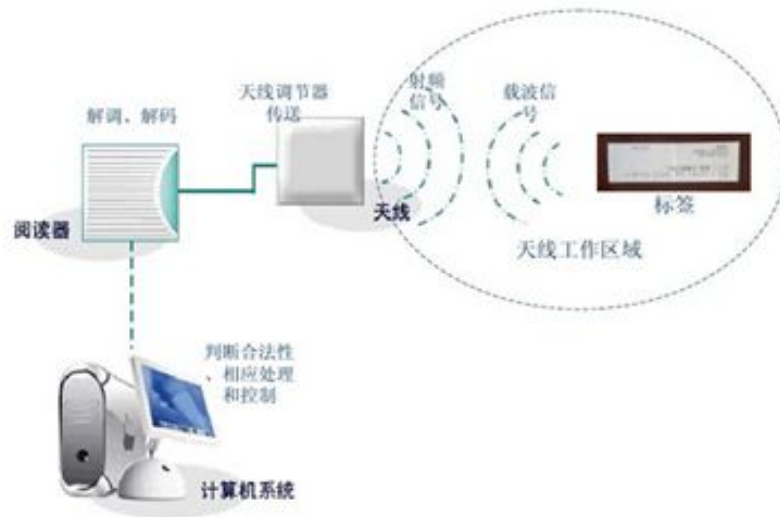 射频
信号
载波信
号
天线调节器
传送
解调、解码
标签
天线
阅读器
天线工作区域
判断合法性
、相应处理
和控制
计算机系统